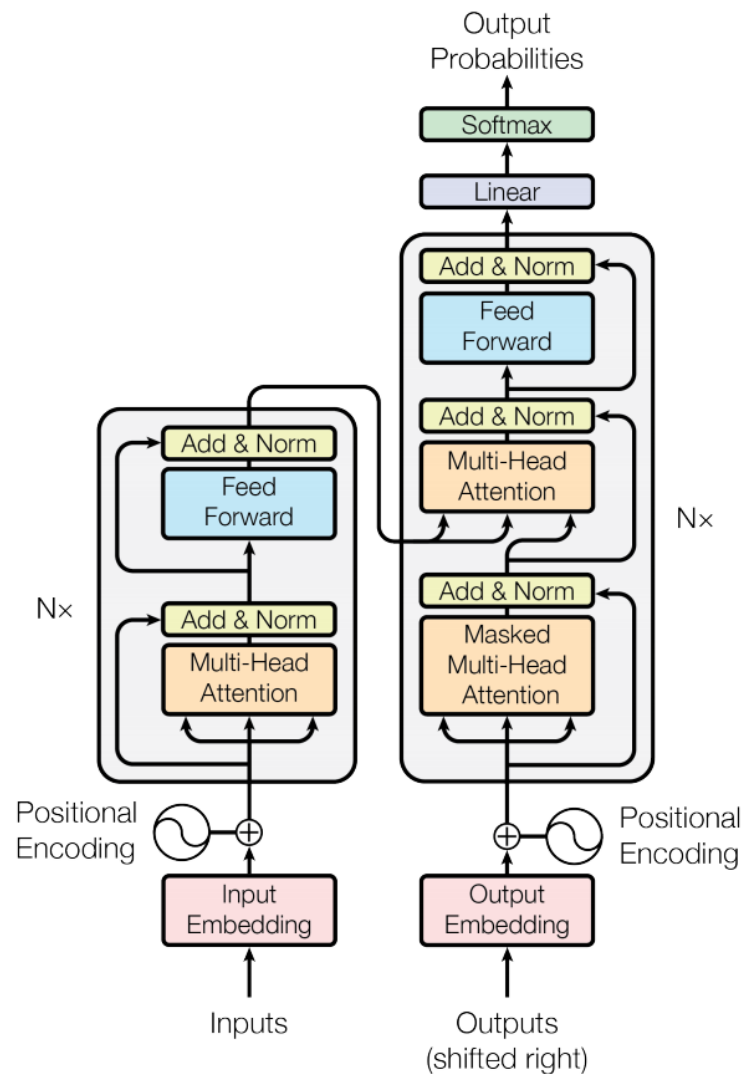 Output
Probabilities
Softmax
Linear
Add & Norm
Feed
Forward
Add & Norm
Multi-Head
Attention
Add & Norm
Masked
Multi-Head
Attention
Nx
Add & Norm
Feed
Forward
Add & Norm
Multi-Head
Attention
Nx
Positional
Encoding
Positional
Encoding
Input
Embedding
Output
Embedding
Inputs
Outputs
(shifted right)